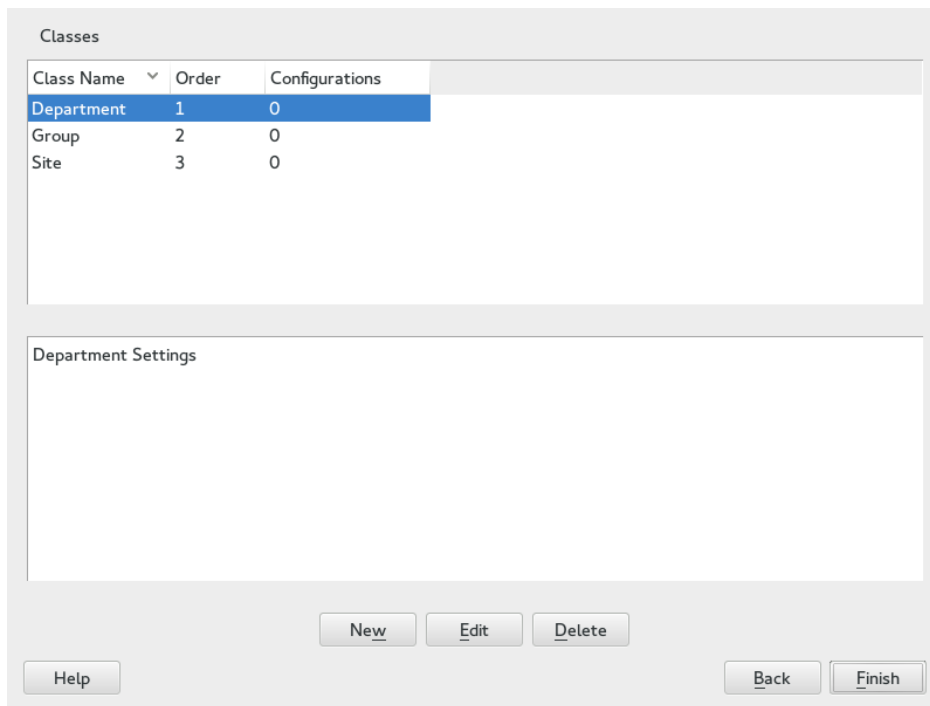 Classes
Class Name Order Configurations
Department 1 0
Group 2 0
Site 3 0
Department Settings
New Edit Delete
Help Back Finish